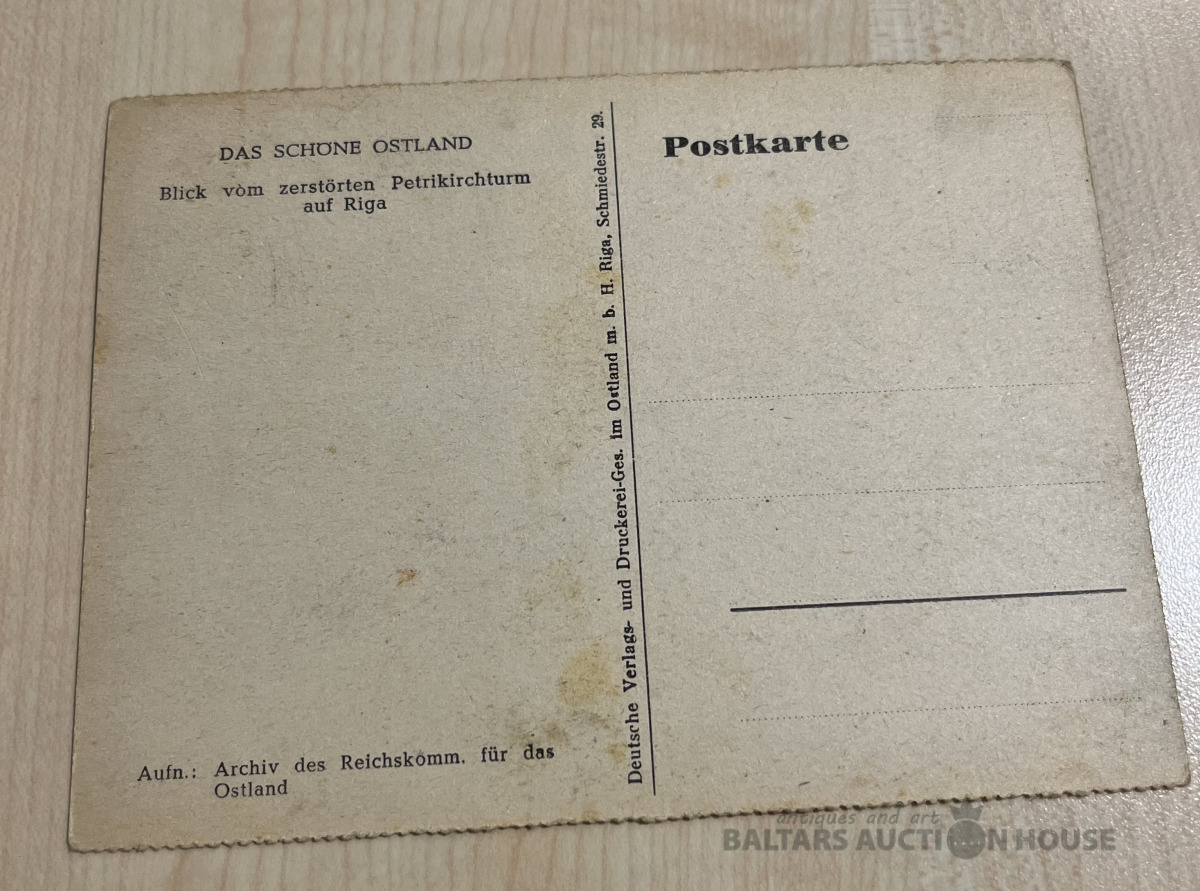 DAS SCHÖNE OSTLAND
Blick vom zerstörten Petrikirchturm
auf Riga
Aufn.: Archiv des Reichskomm. für das
Ostland
Deutsche Verlags- und Druckerei-Ges. im Ostland m. b. H. Riga, Schmiedestr. 29.
Postkarte
antiques and art
BALTARS AUCTION HOUSE